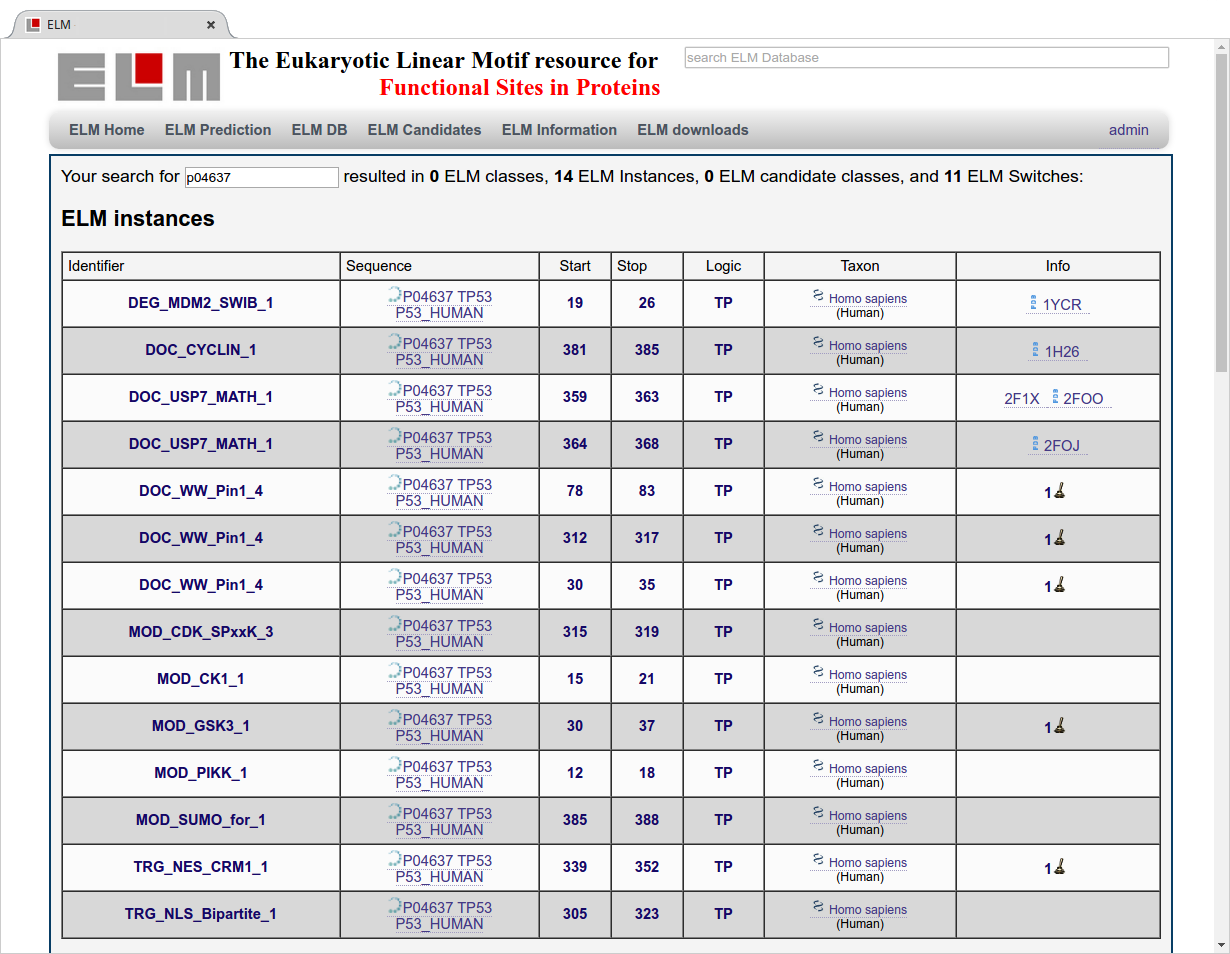 ELM ×
ELM The Eukaryotic Linear Motif resource for
Functional Sites in Proteins
search ELM Database
ELM Home ELM Prediction ELM DB ELM Candidates ELM Information ELM downloads admin
Your search for p04637 resulted in 0 ELM classes, 14 ELM Instances, 0 ELM candidate classes, and 11 ELM Switches:
ELM instances
Identifier Sequence Start Stop Logic Taxon Info
DEG_MDM2_SWIB_1 P04637 TP53 19 26 TP Homo sapiens 1YCR
P53_HUMAN (Human)
DOC_CYCLIN_1 P04637 TP53 381 385 TP Homo sapiens 1H26
P53_HUMAN (Human)
DOC_USP7_MATH_1 P04637 TP53 359 363 TP Homo sapiens 2F1X 2FOO
P53_HUMAN (Human)
DOC_USP7_MATH_1 P04637 TP53 364 368 TP Homo sapiens 2FOJ
P53_HUMAN (Human)
DOC_WW_Pin1_4 P04637 TP53 78 83 TP Homo sapiens 1
P53_HUMAN (Human)
DOC_WW_Pin1_4 P04637 TP53 312 317 TP Homo sapiens 1
P53_HUMAN (Human)
DOC_WW_Pin1_4 P04637 TP53 30 35 TP Homo sapiens 1
P53_HUMAN (Human)
MOD_CDK_SPxxK_3 P04637 TP53 315 319 TP Homo sapiens
P53_HUMAN (Human)
MOD_CK1_1 P04637 TP53 15 21 TP Homo sapiens
P53_HUMAN (Human)
MOD_GSK3_1 P04637 TP53 30 37 TP Homo sapiens 1
P53_HUMAN (Human)
MOD_PIKK_1 P04637 TP53 12 18 TP Homo sapiens
P53_HUMAN (Human)
MOD_SUMO_for_1 P04637 TP53 385 388 TP Homo sapiens
P53_HUMAN (Human)
TRG_NES_CRM1_1 P04637 TP53 339 352 TP Homo sapiens 1
P53_HUMAN (Human)
TRG_NLS_Bipartite_1 P04637 TP53 305 323 TP Homo sapiens
P53_HUMAN (Human)